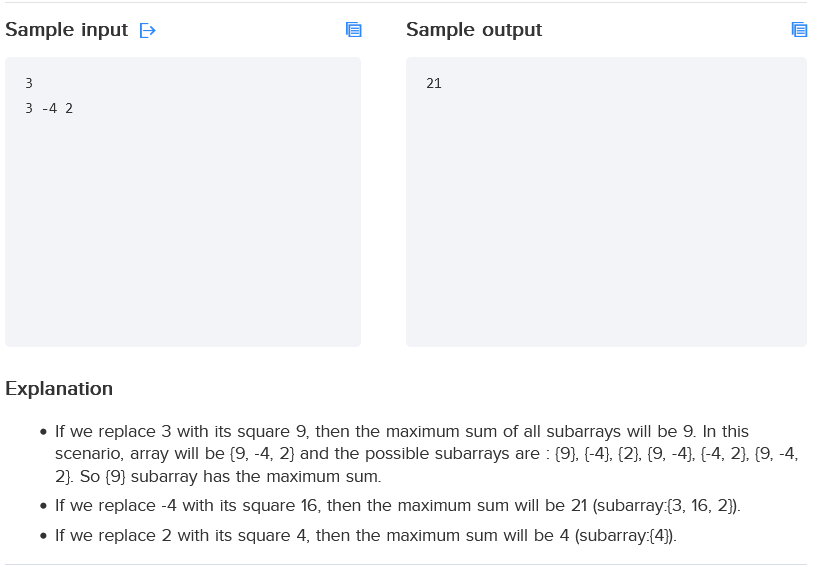 Sample input
Sample output
3
3 -4 2
21
Explanation
If we replace 3 with its square 9, then the maximum sum of all subarrays will be 9. In this
scenario, array will be {9, -4, 2} and the possible subarrays are : {9}, {-4}, {2}, {9, -4}, {-4, 2}, {9, -4,
2}. So {9} subarray has the maximum sum.
If we replace -4 with its square 16, then the maximum sum will be 21 (subarray:{3, 16, 2}).
If we replace 2 with its square 4, then the maximum sum will be 4 (subarray:{4}).